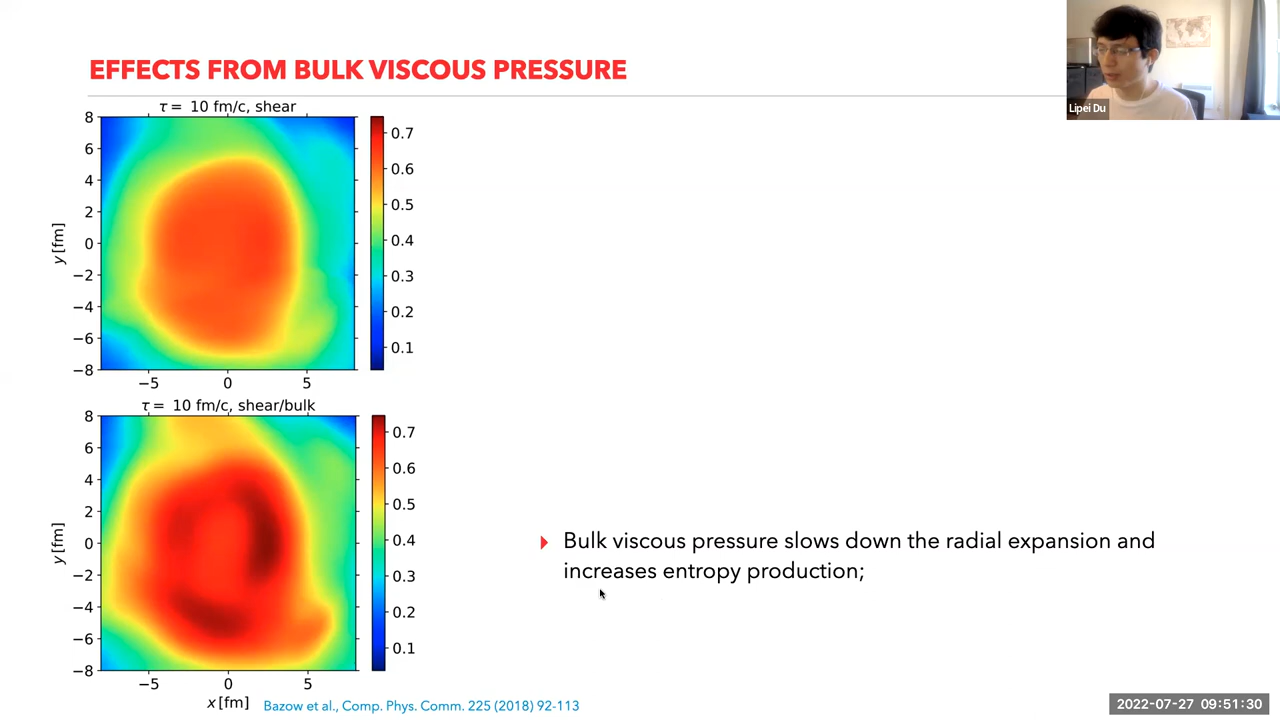 EFFECTS FROM BULK VISCOUS PRESSURE
Lipei Du
τ = 10 fm/c, shear
8
6
4
2
0
−2
−4
−6
−8
y [fm]
−5 0 5
0.7
0.6
0.5
0.4
0.3
0.2
0.1
τ = 10 fm/c, shear/bulk
8
6
4
2
0
−2
−4
−6
−8
y [fm]
−5 0 5
x [fm]
0.7
0.6
0.5
0.4
0.3
0.2
0.1
Bulk viscous pressure slows down the radial expansion and
increases entropy production;
Bazow et al., Comp. Phys. Comm. 225 (2018) 92-113
2022-07-27 09:51:30